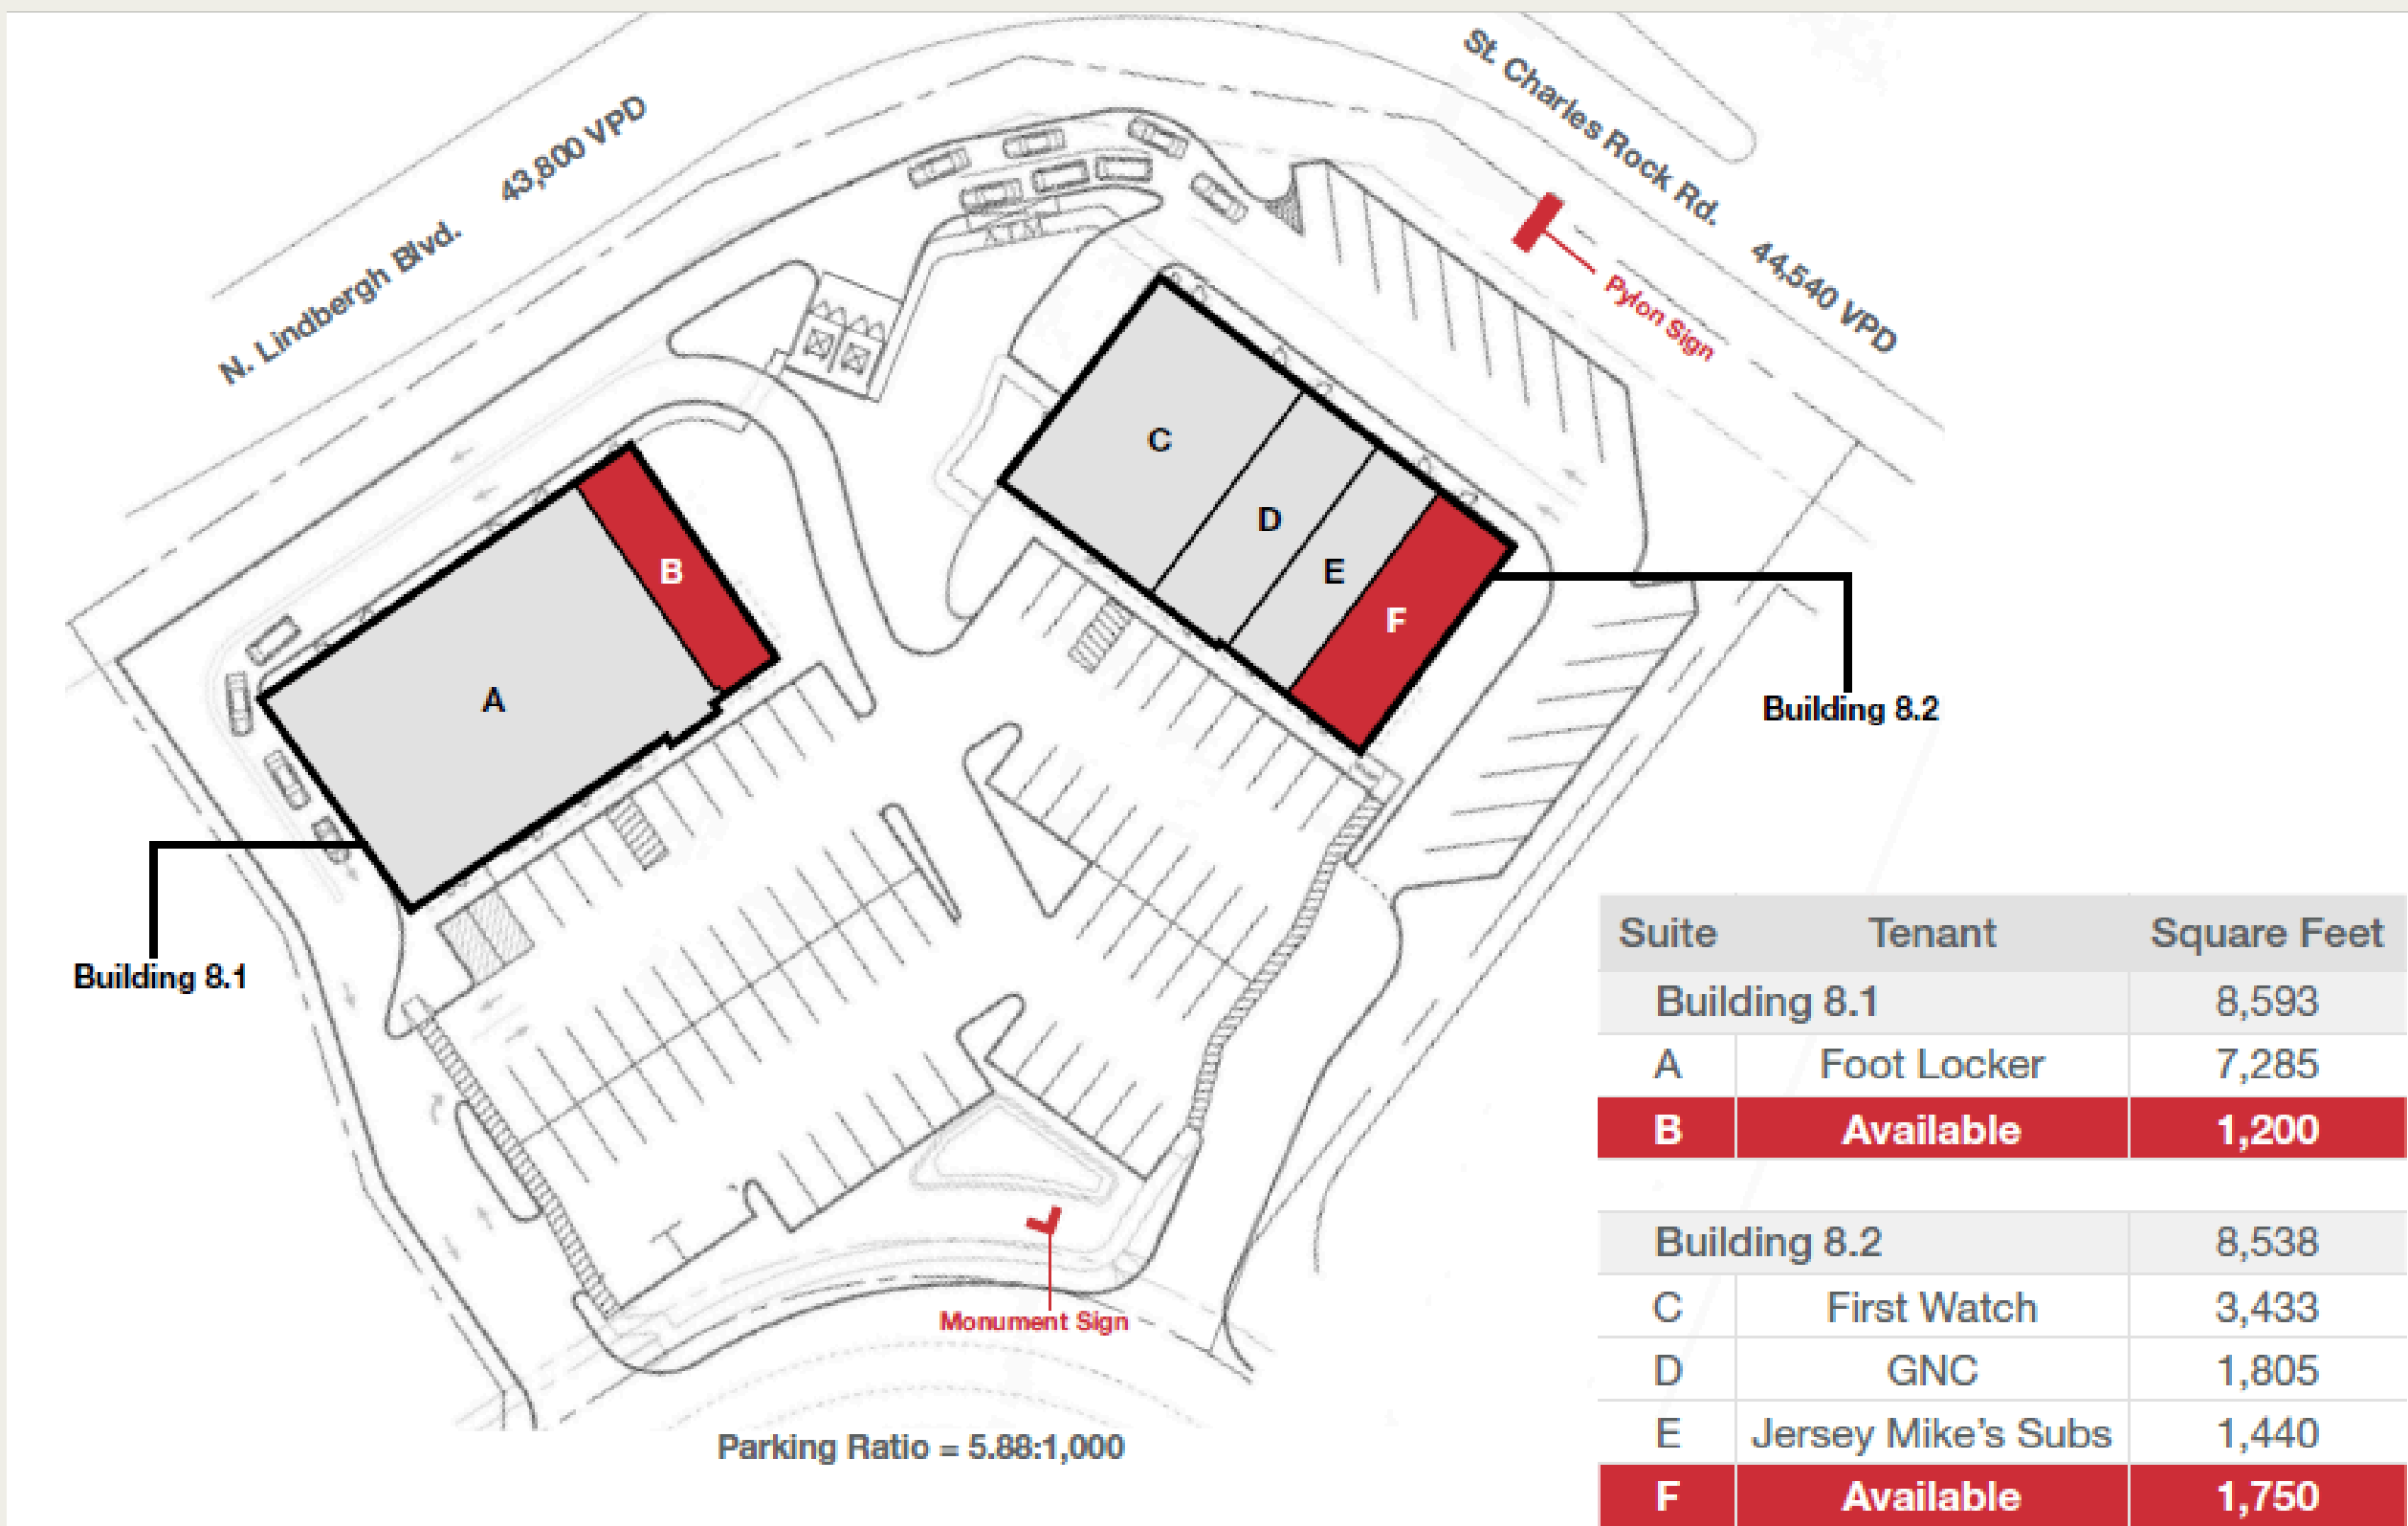 St. Charles Rock Rd. 44,540 VPD
N. Lindbergh Blvd. 43,800 VPD
Pylon Sign
ATM
C
D
E
F
B
A
Building 8.2
Building 8.1
Monument Sign
Parking Ratio = 5.88:1,000
Suite Tenant Square Feet
Building 8.1 8,593
A Foot Locker 7,285
B Available 1,200
Building 8.2 8,538
C First Watch 3,433
D GNC 1,805
E Jersey Mike's Subs 1,440
F Available 1,750